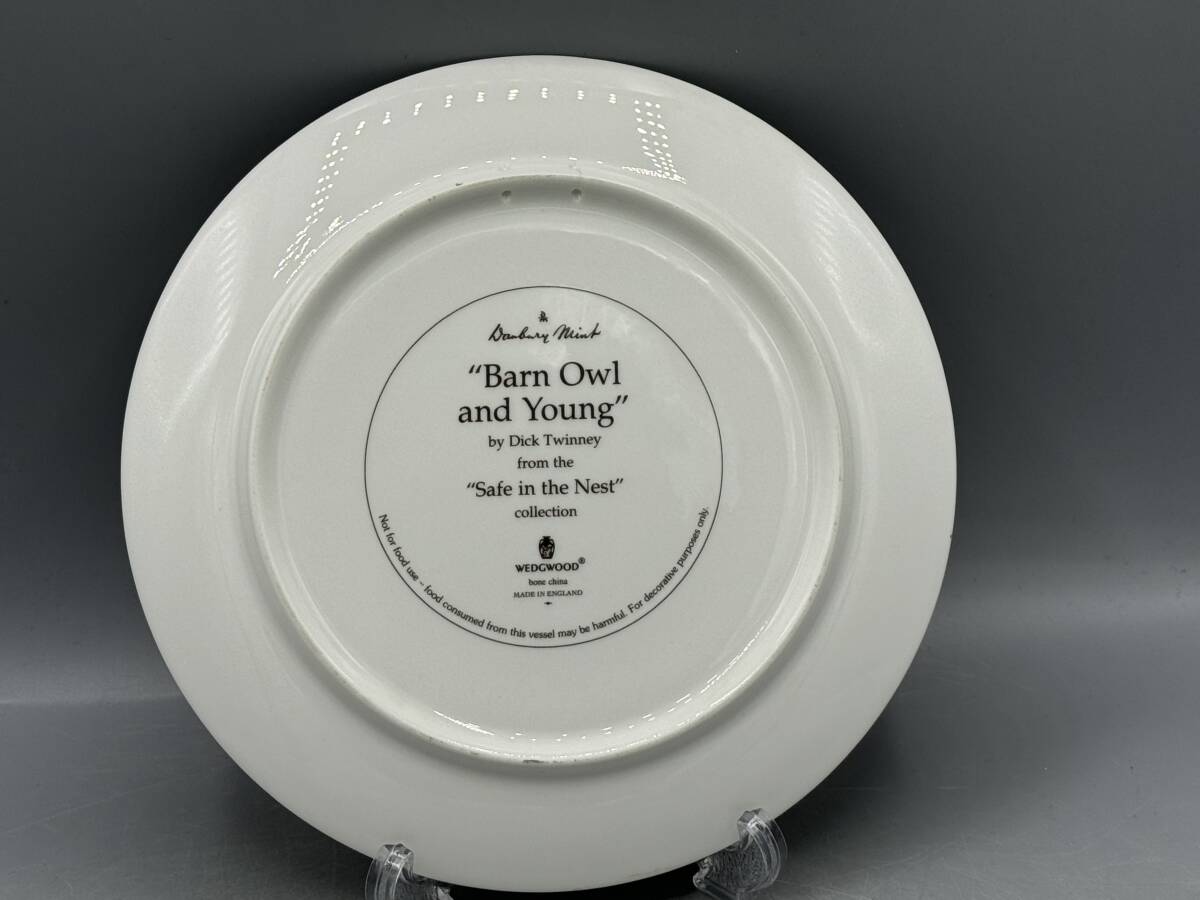 Danbury Mint
“Barn Owl
and Young”
by Dick Twinney
from the
“Safe in the Nest”
collection
WEDGWOOD®
bone china
MADE IN ENGLAND
Not for food use – food consumed from this vessel may be harmful. For decorative purposes only.